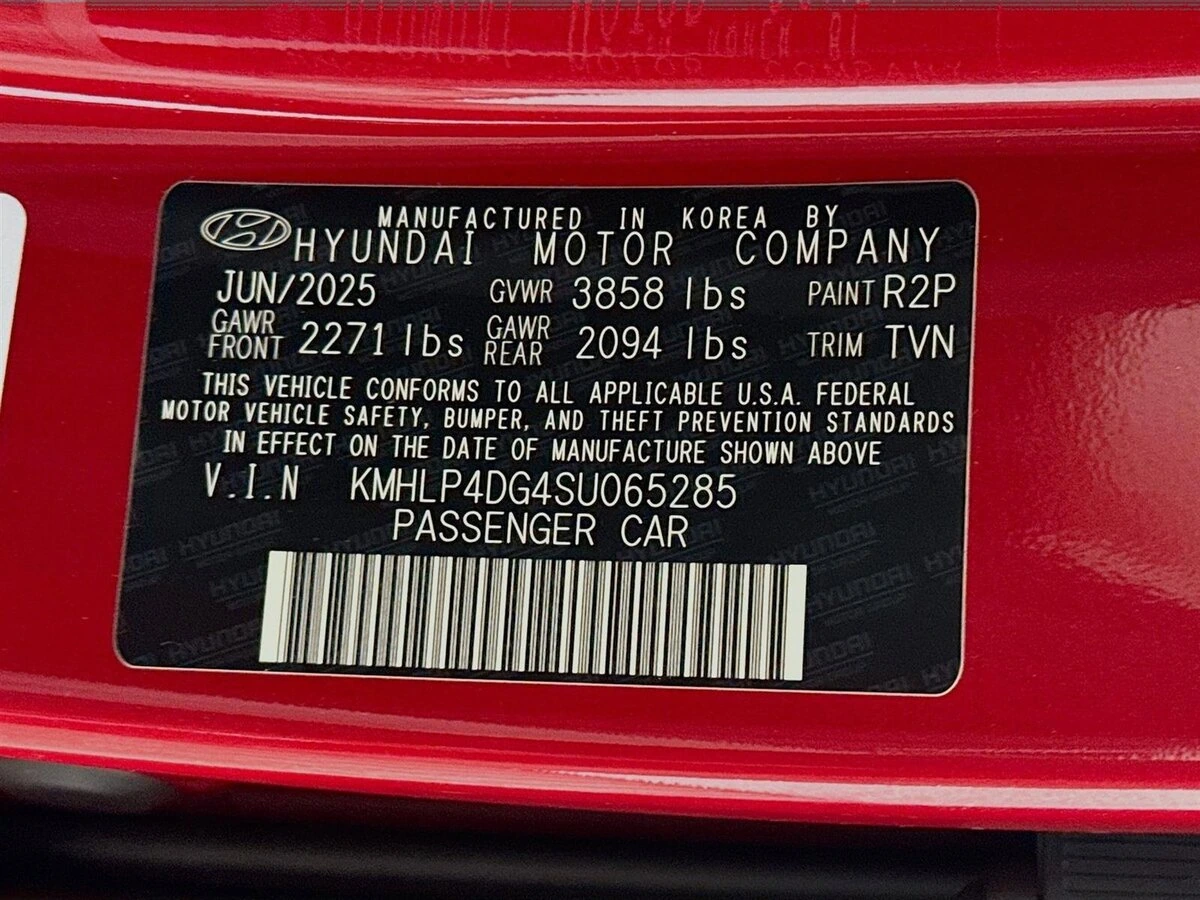 MANUFACTURED IN KOREA BY
HYUNDAI MOTOR COMPANY
JUN/2025 GVWR 3858 lbs PAINT R2P
GAWR FRONT 2271 lbs GAWR REAR 2094 lbs TRIM TVN
THIS VEHICLE CONFORMS TO ALL APPLICABLE U.S.A. FEDERAL
MOTOR VEHICLE SAFETY, BUMPER, AND THEFT PREVENTION STANDARDS
IN EFFECT ON THE DATE OF MANUFACTURE SHOWN ABOVE
V.I.N KMHLP4DG4SU065285
PASSENGER CAR